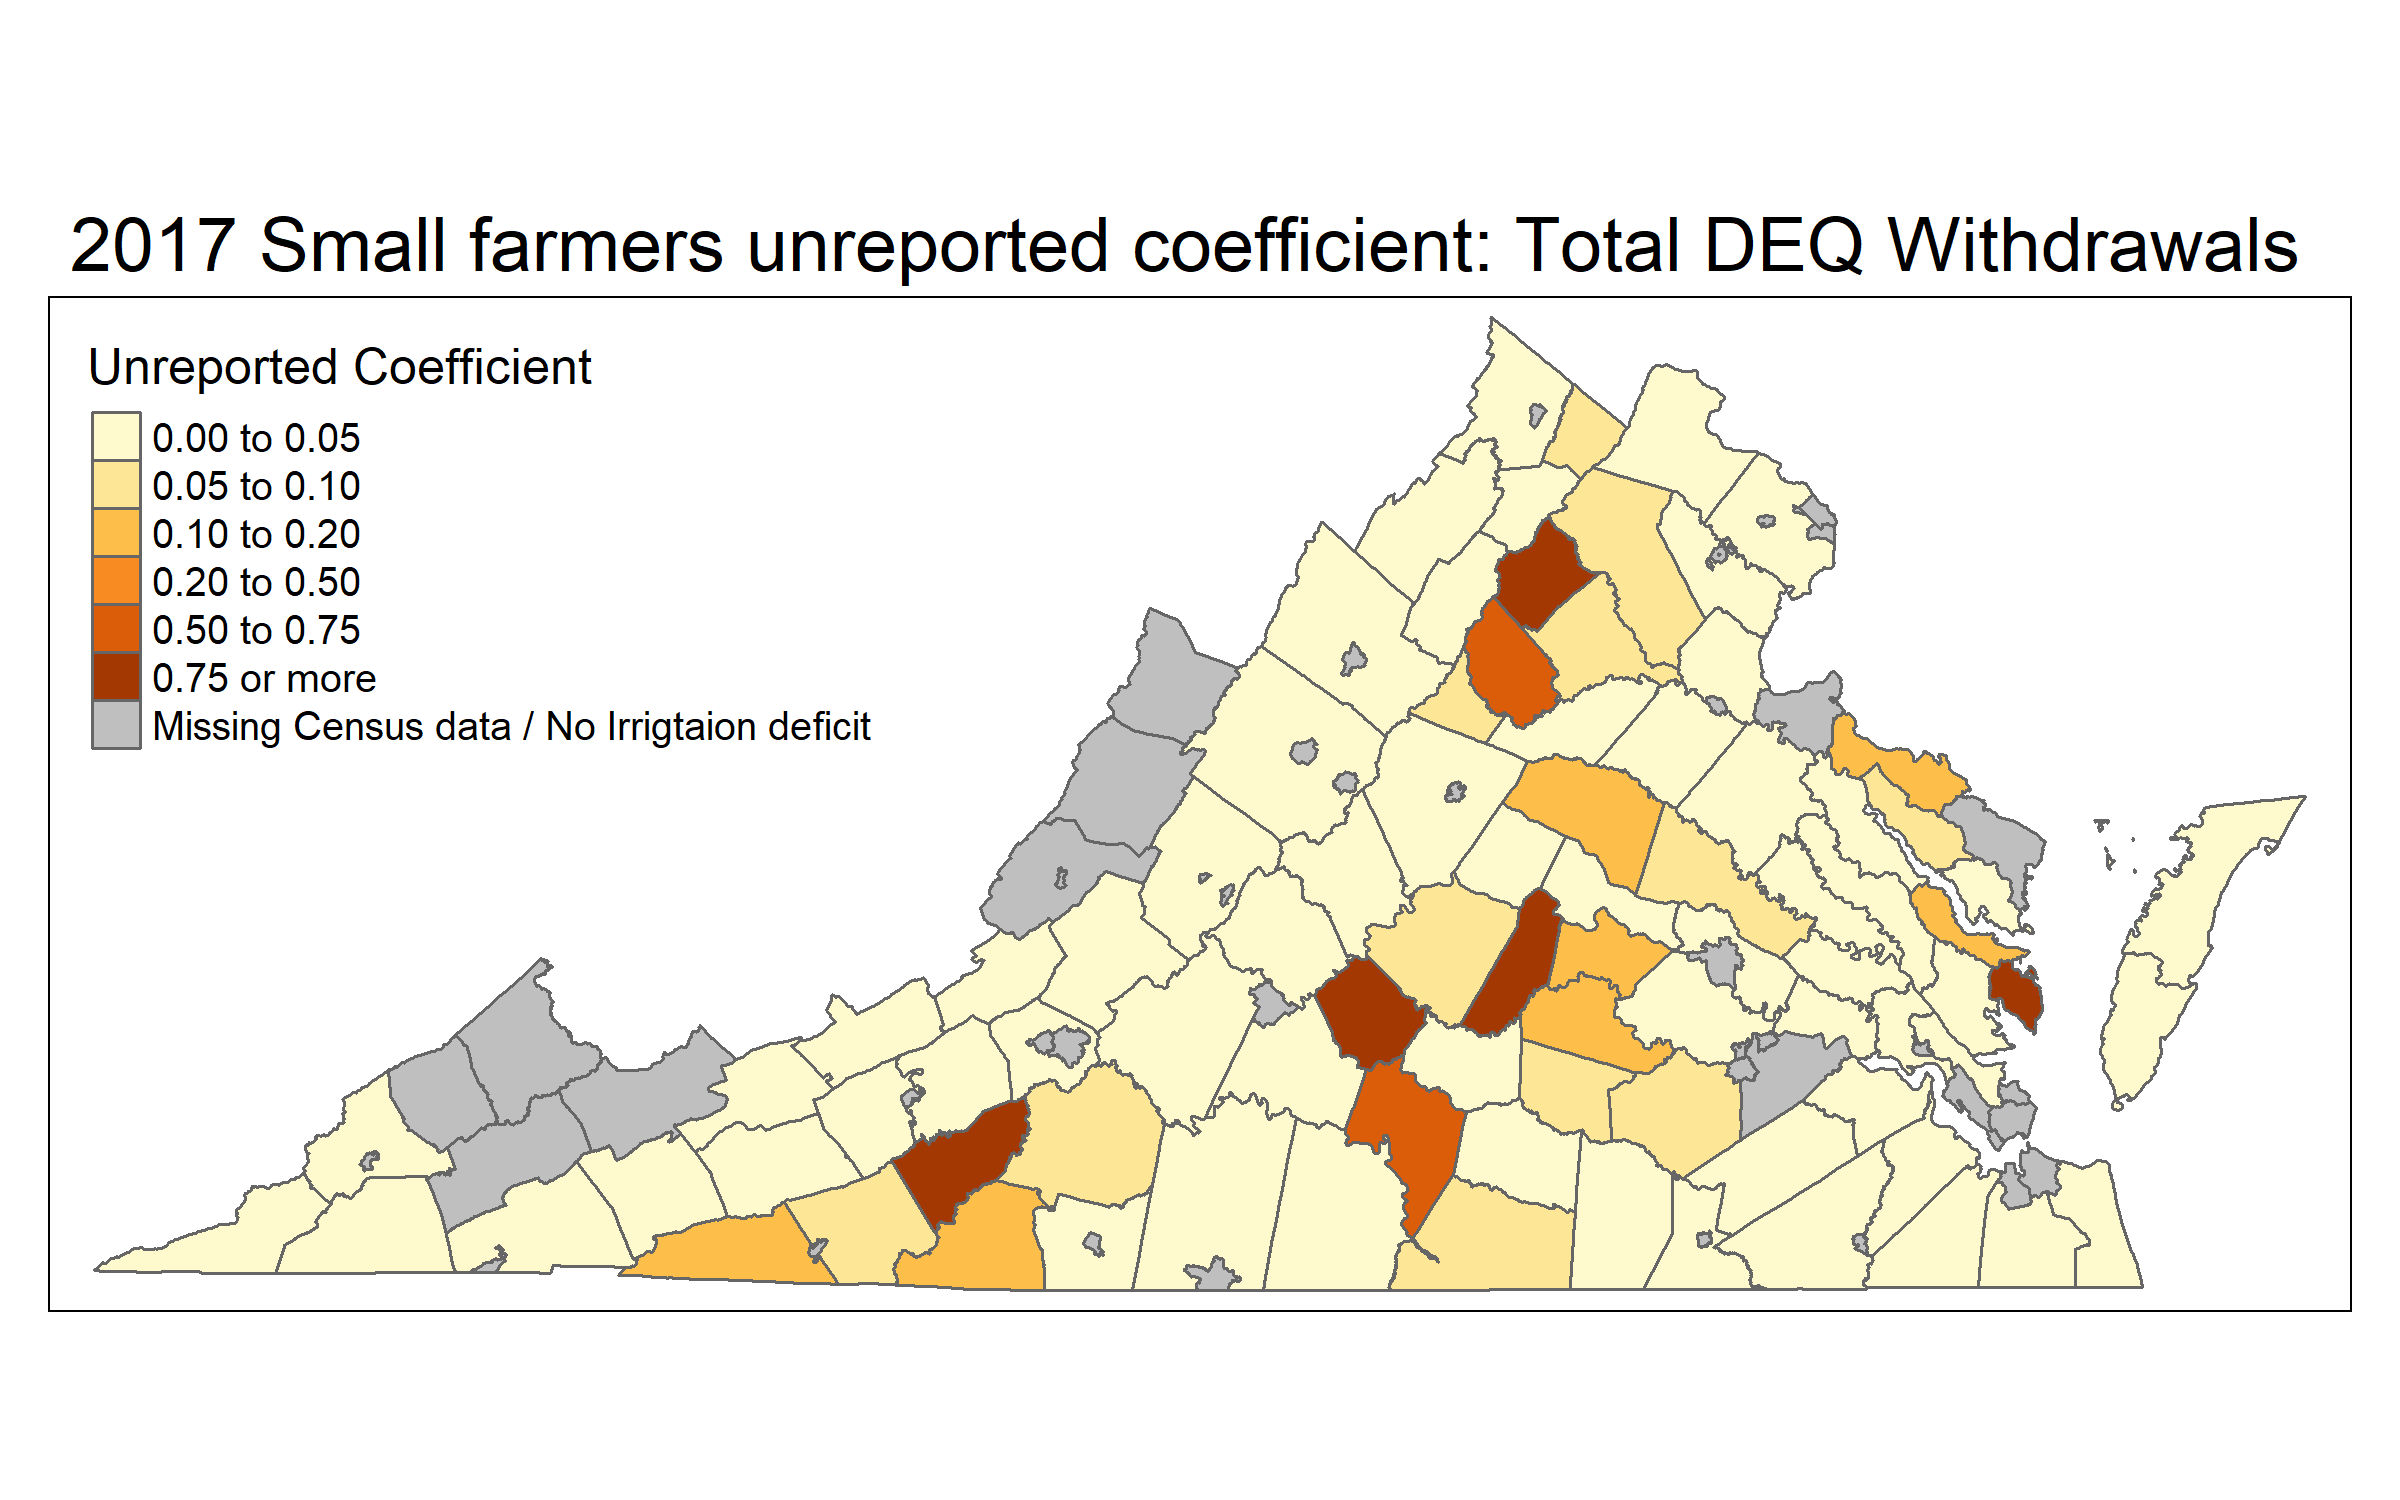 2017 Small farmers unreported coefficient: Total DEQ Withdrawals
Unreported Coefficient
0.00 to 0.05
0.05 to 0.10
0.10 to 0.20
0.20 to 0.50
0.50 to 0.75
0.75 or more
Missing Census data / No Irrigtaion deficit